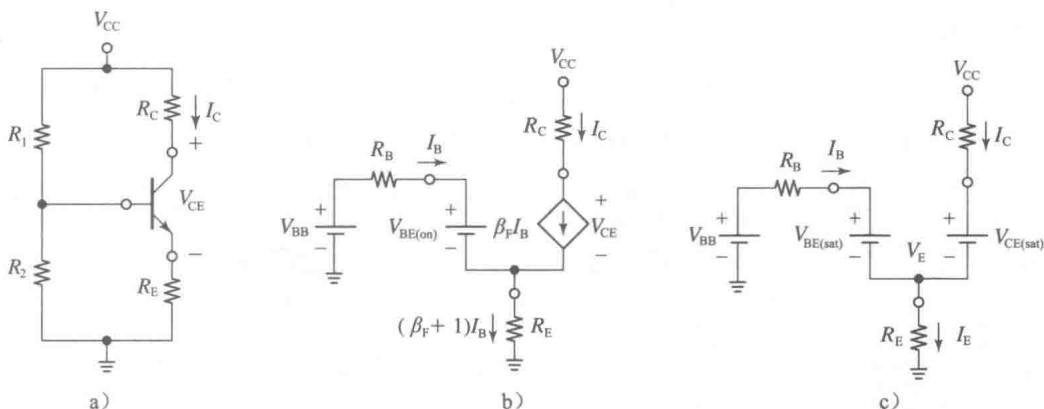 V_CC
R_C
I_C
R_1
+
V_CE
R_2
−
R_E
a)
V_CC
R_C
I_C
R_B
I_B
+
V_BB
−
+
V_BE(on)
−
β_F I_B
+
V_CE
−
(β_F + 1)I_B
R_E
b)
V_CC
R_C
I_C
R_B
I_B
+
V_BB
−
+
V_BE(sat)
−
V_E
+
V_CE(sat)
−
R_E
I_E
c)